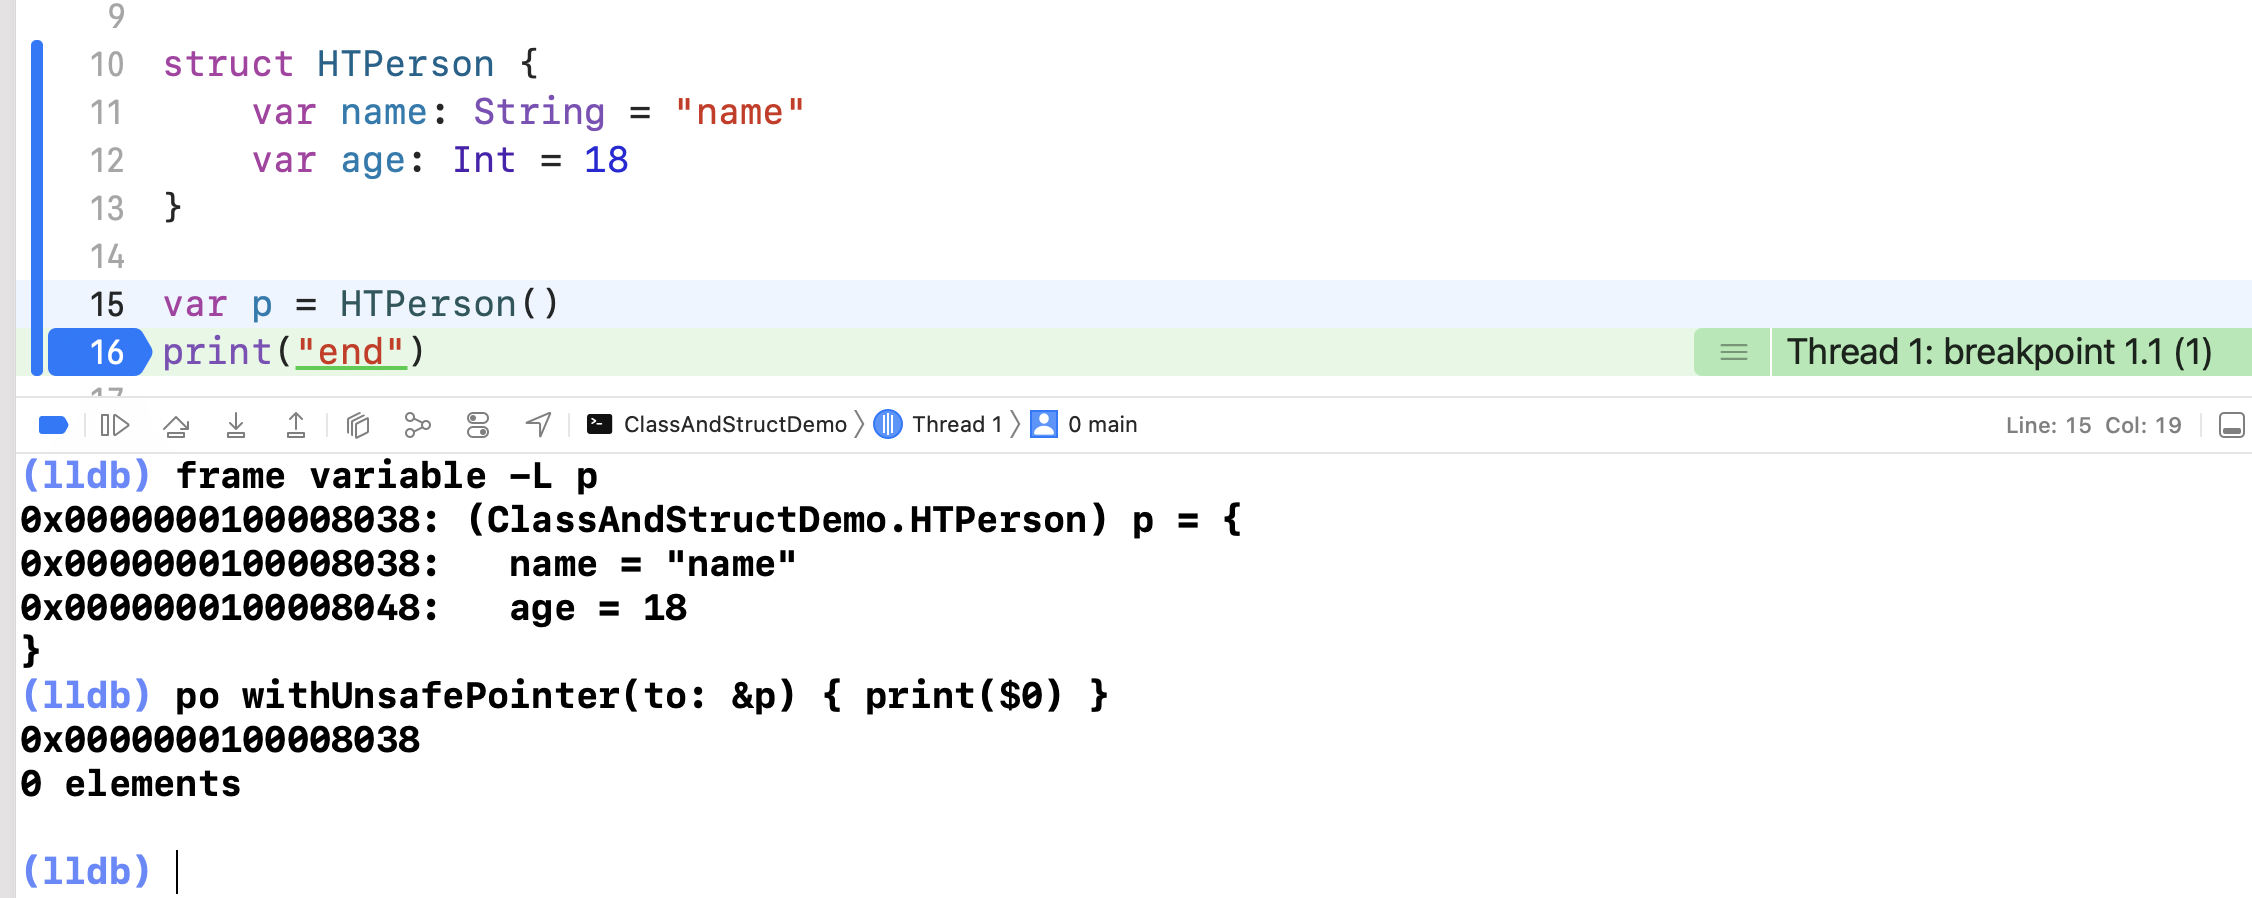 9
10 struct HTPerson {
11     var name: String = "name"
12     var age: Int = 18
13 }
14
15 var p = HTPerson()
16 print("end") Thread 1: breakpoint 1.1 (1)
17
ClassAndStructDemo Thread 1 0 main Line: 15 Col: 19
(lldb) frame variable -L p
0x0000000100008038: (ClassAndStructDemo.HTPerson) p = {
0x0000000100008038:   name = "name"
0x0000000100008048:   age = 18
}
(lldb) po withUnsafePointer(to: &p) { print($0) }
0x0000000100008038
0 elements
(lldb)